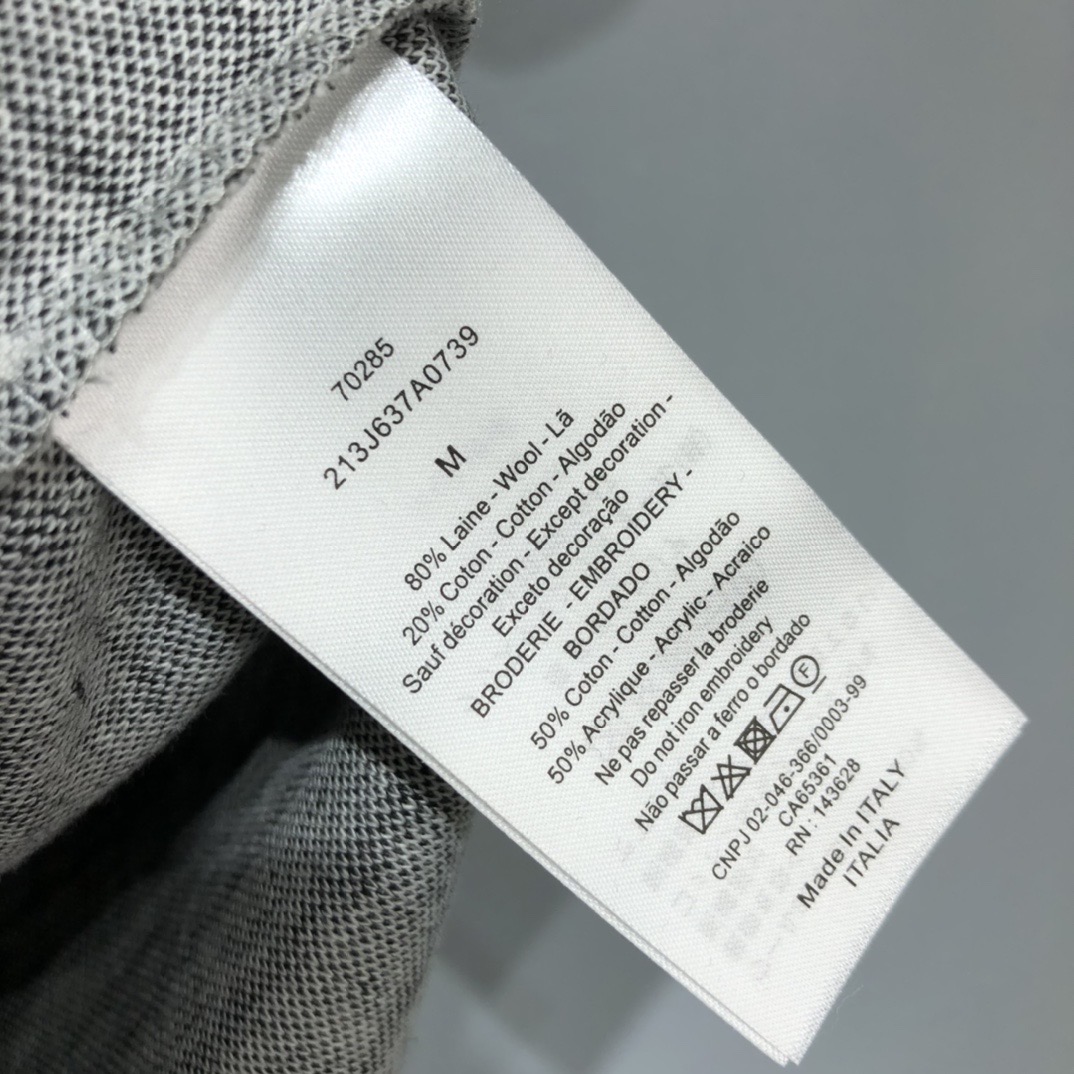 70285
213J637A0739
M
80% Laine - Wool - Lã
20% Coton - Cotton - Algodão
Sauf décoration - Except decoration -
Exceto decoração
BRODERIE - EMBROIDERY -
BORDADO
50% Coton - Cotton - Algodão
50% Acrylique - Acrylic - Acraico
Ne pas repasser la broderie
Do not iron embroidery
Não passar a ferro o bordado
F
CNPJ 02-046-366/0003-99
CA65361
RN : 143628
Made In ITALY
ITALIA